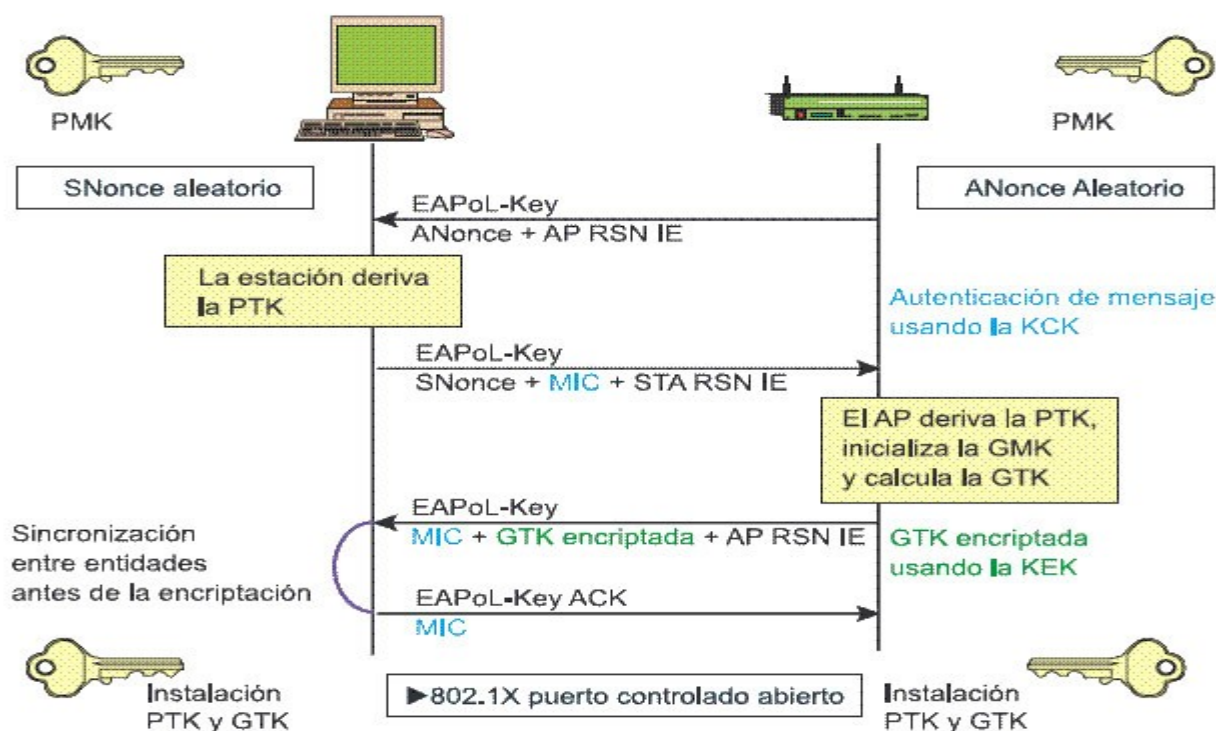 PMK
PMK
SNonce aleatorio
ANonce Aleatorio
EAPoL-Key
ANonce + AP RSN IE
La estación deriva
la PTK
Autenticación de mensaje
usando la KCK
EAPoL-Key
SNonce + MIC + STA RSN IE
El AP deriva la PTK,
inicializa la GMK
y calcula la GTK
EAPoL-Key
MIC + GTK encriptada + AP RSN IE
Sincronización
entre entidades
antes de la encriptación
GTK encriptada
usando la KEK
EAPoL-Key ACK
MIC
Instalación
PTK y GTK
►802.1X puerto controlado abierto
Instalación
PTK y GTK